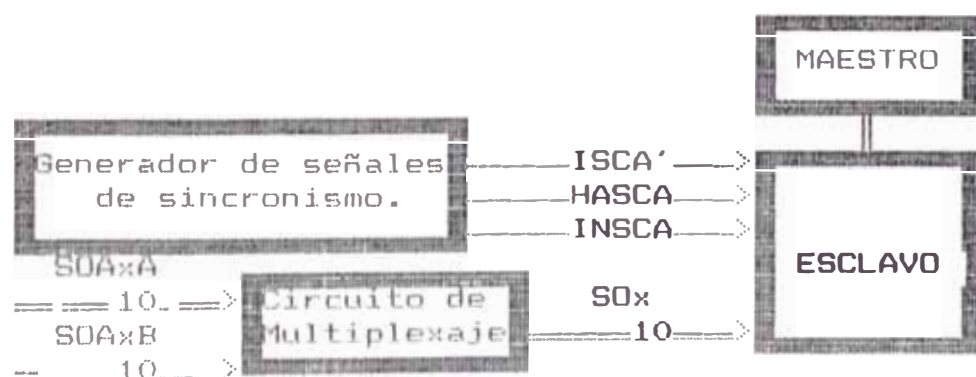 MAESTRO
Generador de señales
de sincronismo.
ISCA'
HASCA
INSCA
ESCLAVO
SOAxA
10
Circuito de
Multiplexaje
SOx
10
SOAxB
10